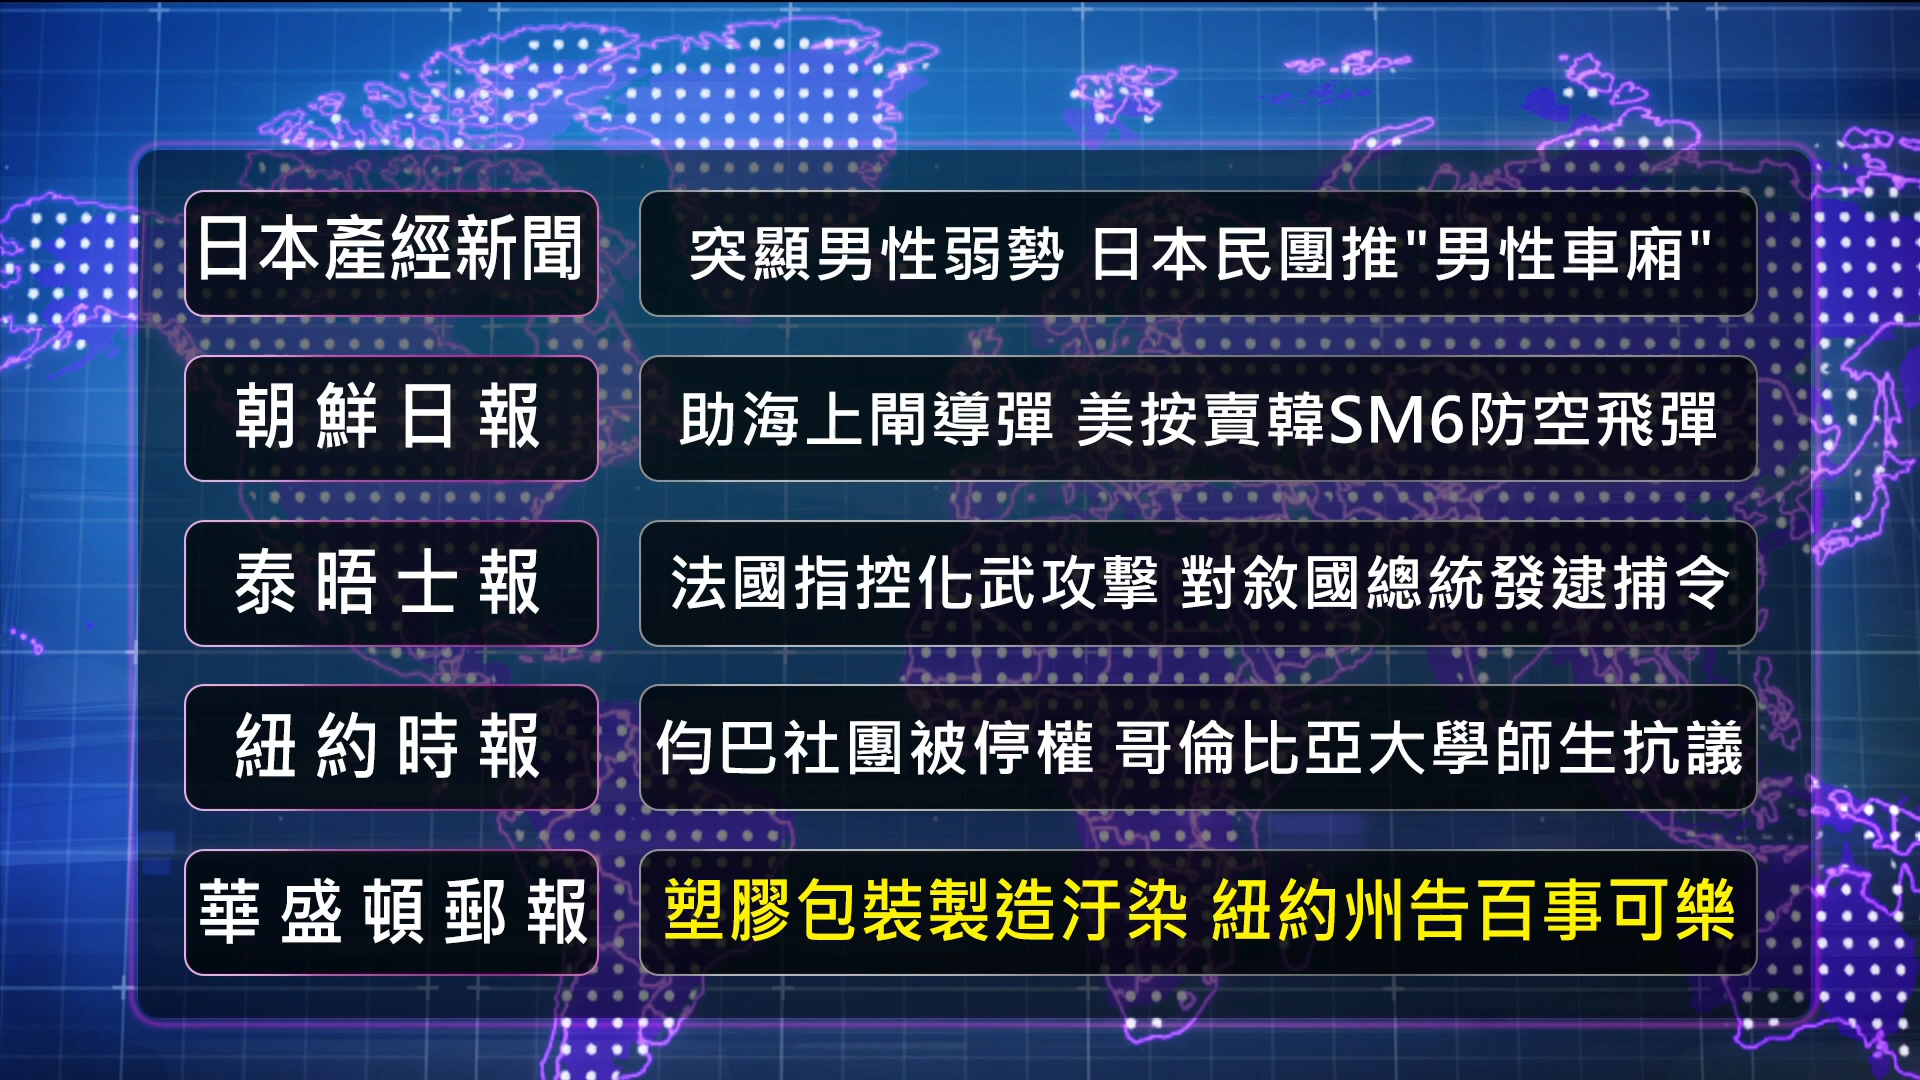 日本產經新聞
突顯男性弱勢 日本民團推"男性車廂"
朝鮮日報
助海上閘導彈 美按賣韓SM6防空飛彈
泰晤士報
法國指控化武攻擊 對敘國總統發逮捕令
紐約時報
伺巴社團被停權 哥倫比亞大學師生抗議
華盛頓郵報
塑膠包裝製造汙染 紐約州告百事可樂